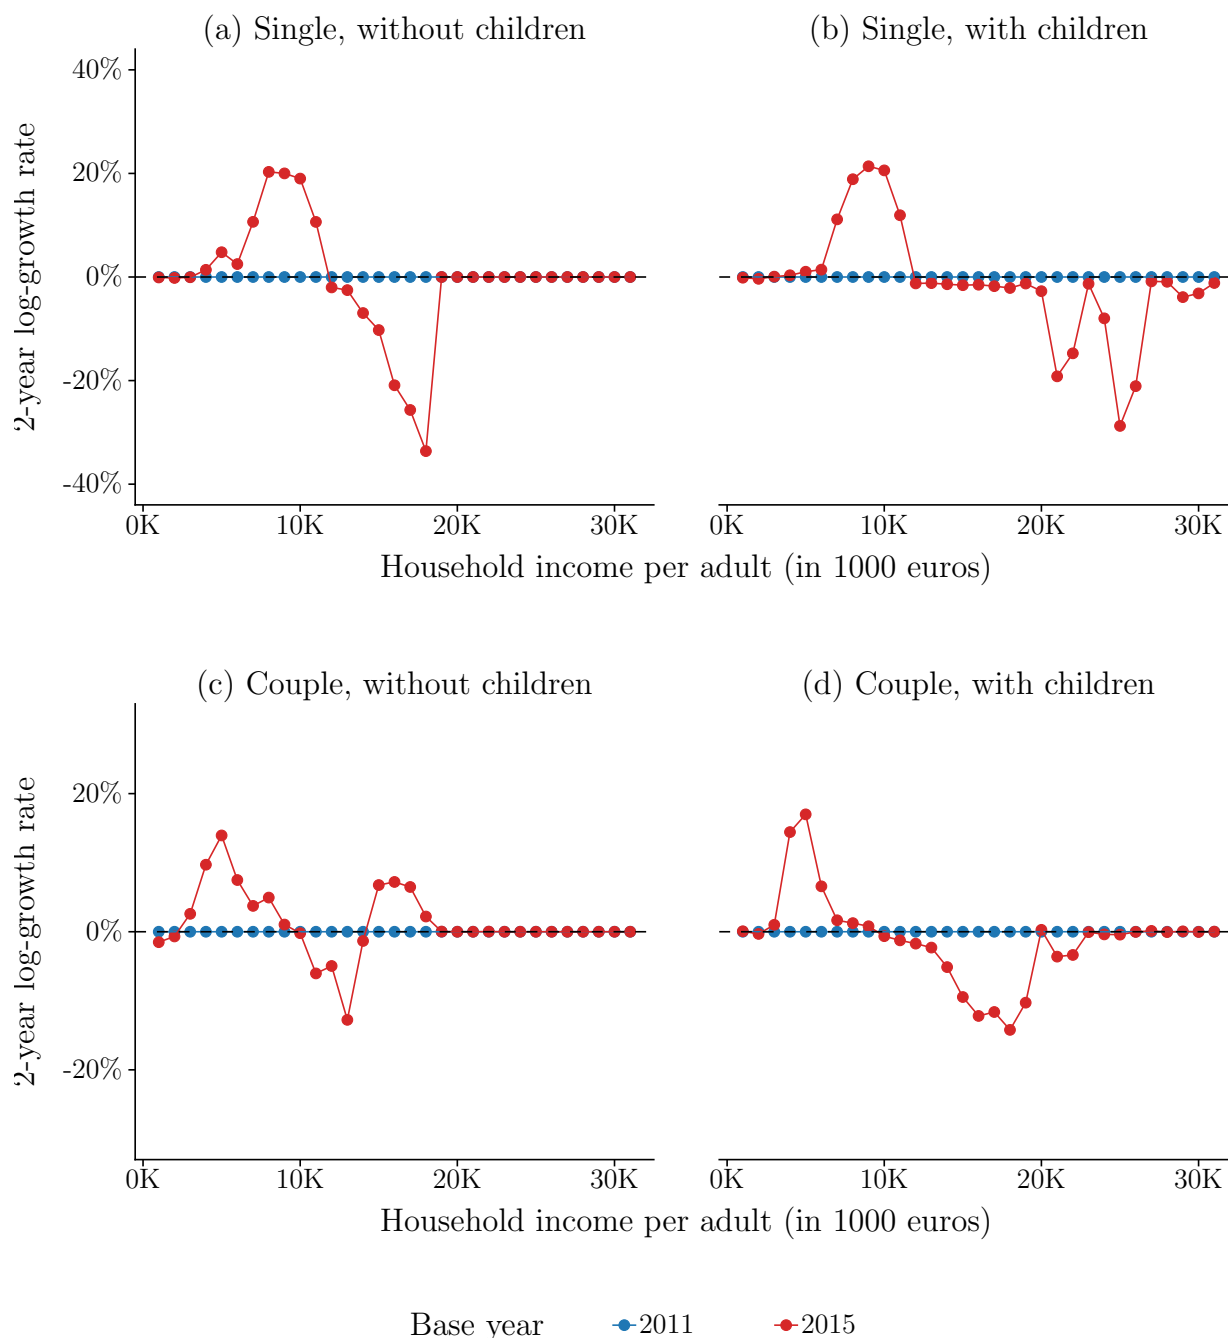 (a) Single, without children
(b) Single, with children
2-year log-growth rate
40%
20%
0%
-20%
-40%
0K 10K 20K 30K
0K 10K 20K 30K
Household income per adult (in 1000 euros)
(c) Couple, without children
(d) Couple, with children
2-year log-growth rate
20%
0%
-20%
0K 10K 20K 30K
0K 10K 20K 30K
Household income per adult (in 1000 euros)
Base year 2011 2015